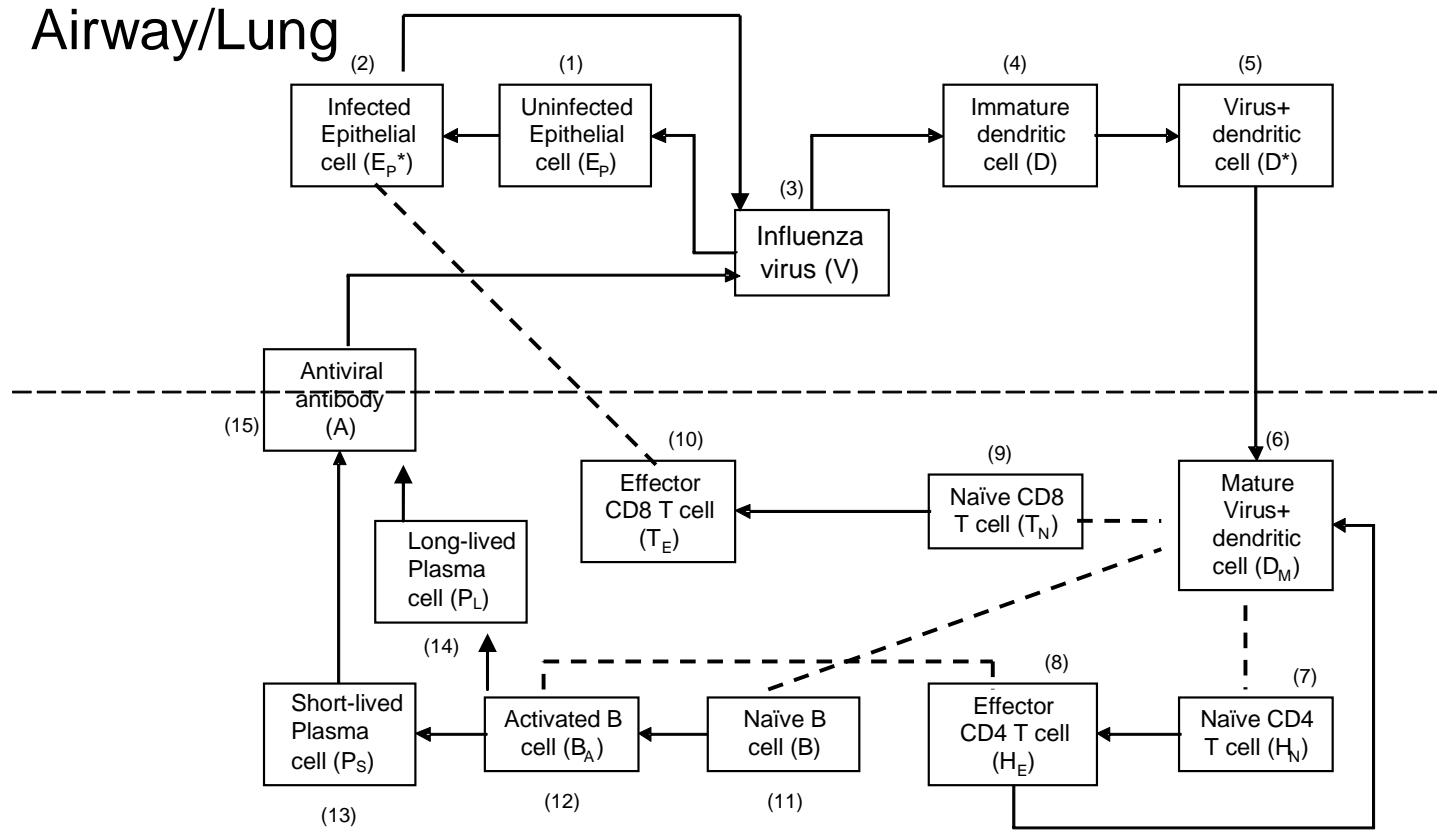 Airway/Lung
(2)
(1)
(4)
(5)
Infected
Epithelial
cell (EP*)
Uninfected
Epithelial
cell (EP)
Immature
dendritic
cell (D)
Virus+
dendritic
cell (D*)
(3)
Influenza
virus (V)
Antiviral
antibody
(A)
(15)
(10)
(9)
(6)
Effector
CD8 T cell
(TE)
Naïve CD8
T cell (TN)
Mature
Virus+
dendritic
cell (DM)
Long-lived
Plasma
cell (PL)
(14)
(8)
(7)
Short-lived
Plasma
cell (PS)
Activated B
cell (BA)
Naïve B
cell (B)
Effector
CD4 T cell
(HE)
Naïve CD4
T cell (HN)
(13)
(12)
(11)